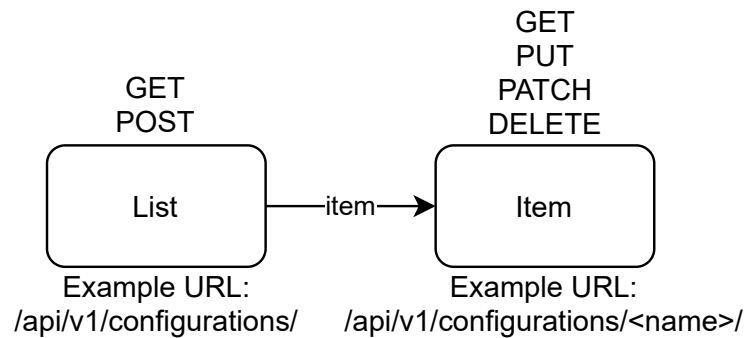 GET
POST
List
Example URL:
/api/v1/configurations/
item
GET
PUT
PATCH
DELETE
Item
Example URL:
/api/v1/configurations/<name>/